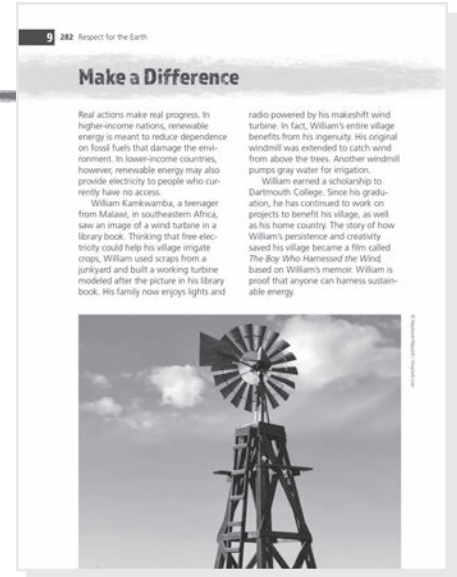 9 282 Respect for the Earth
Make a Difference
Real actions make real progress. In
higher-income nations, renewable
energy is meant to reduce dependence
on fossil fuels that damage the envi-
ronment. In lower-income countries,
however, renewable energy may also
provide electricity to people who cur-
rently have no access.
William Kamkwamba, a teenager
from Malawi, in southeastern Africa,
saw an image of a wind turbine in a
library book. Thinking that free elec-
tricity could help his village irrigate
crops, William used scraps from a
junkyard and built a working turbine
modeled after the picture in his library
book. His family now enjoys lights and
radio powered by his makeshift wind
turbine. In fact, William's entire village
benefits from his ingenuity. His original
windmill was extended to catch wind
from above the trees. Another windmill
pumps gray water for irrigation.
William earned a scholarship to
Dartmouth College. Since his gradu-
ation, he has continued to work on
projects to benefit his village, as well
as his home country. The story of how
William's persistence and creativity
saved his village became a film called
The Boy Who Harnessed the Wind,
based on William's memoir. William is
proof that anyone can harness sustain-
able energy.